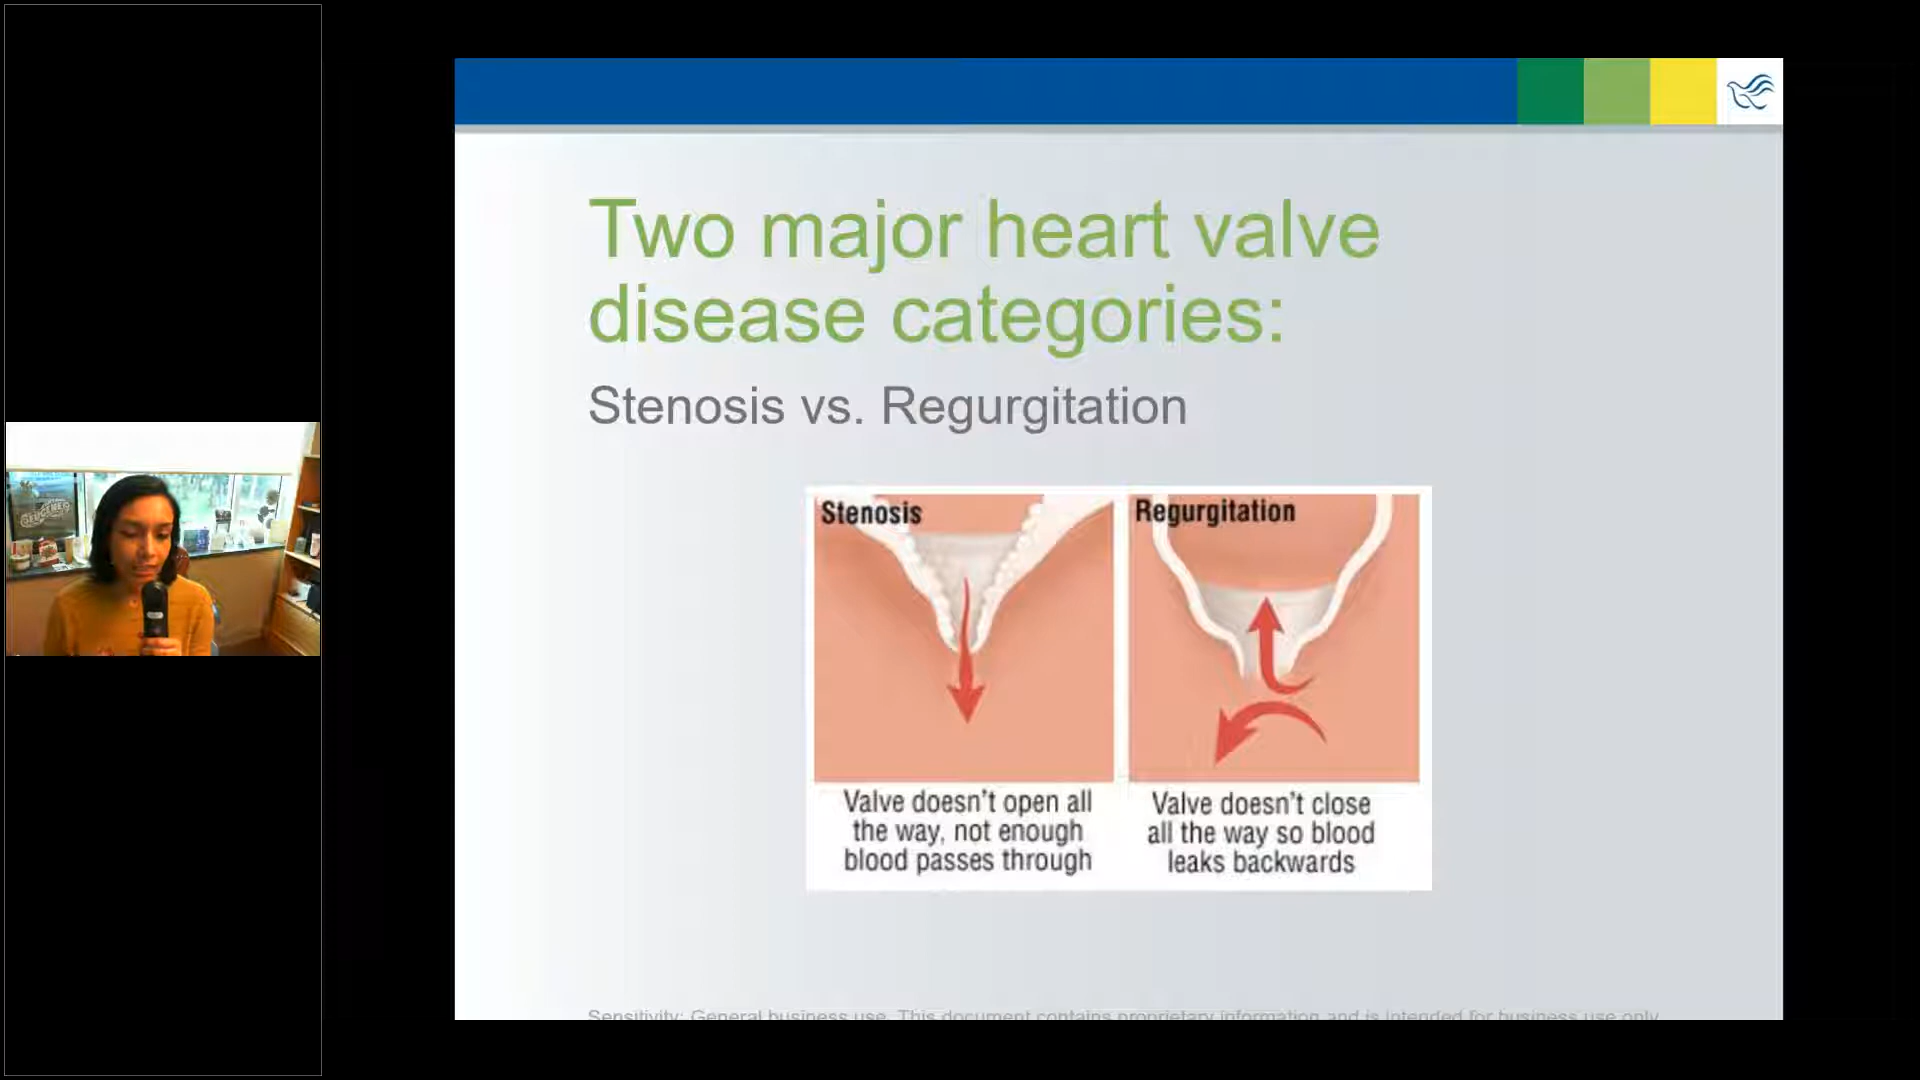 Two major heart valve
disease categories:
Stenosis vs. Regurgitation
Stenosis
Valve doesn't open all
the way, not enough
blood passes through
Regurgitation
Valve doesn't close
all the way so blood
leaks backwards
Sensitivity: General business use. This document contains proprietary information and is intended for business use only.